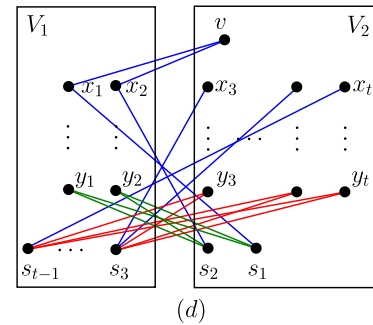 V₁ v V₂
x₁ x₂ x₃ xₜ
y₁ y₂ y₃ yₜ
sₜ₋₁ s₃ s₂ s₁
(d)